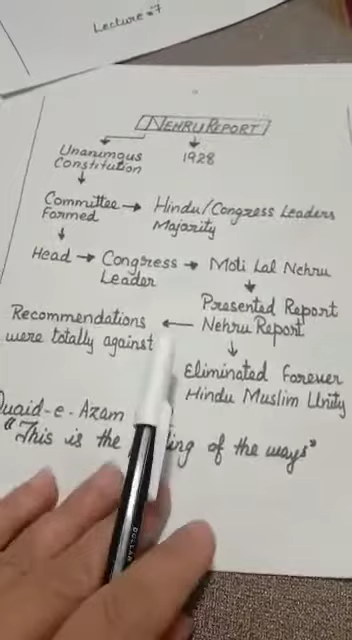 Lecture #7
NEHRU REPORT
Unanimous Constitution
1928
Committee Formed → Hindu/Congress Leaders Majority
Head → Congress Leader → Moti Lal Nehru
Presented Report
Nehru Report
Recommendations were totally against
Eliminated Forever
Hindu Muslim Unity
Quaid-e-Azam
"This is the of the ways"
DOLLAR